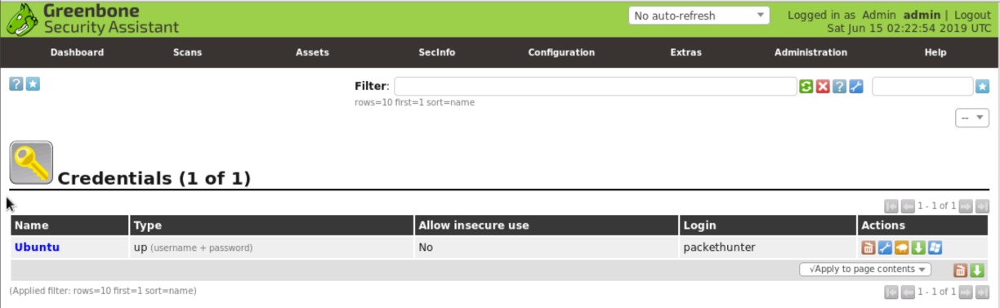 Greenbone
Security Assistant
No auto-refresh
Logged in as Admin admin | Logout
Sat Jun 15 02:22:54 2019 UTC
Dashboard Scans Assets SecInfo Configuration Extras Administration Help
Filter:
rows=10 first=1 sort=name
--
Credentials (1 of 1)
1 - 1 of 1
Name Type Allow insecure use Login Actions
Ubuntu up (username + password) No packethunter
√Apply to page contents
(Applied filter: rows=10 first=1 sort=name) 1 - 1 of 1